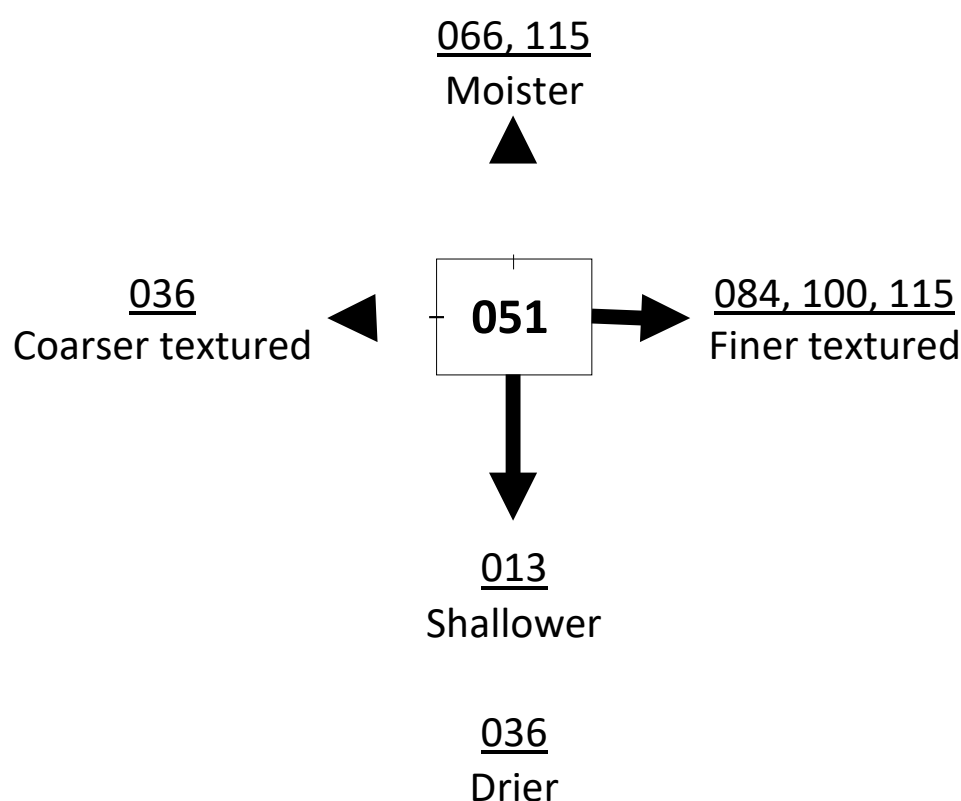 066, 115
Moister
036
Coarser textured
051
084, 100, 115
Finer textured
013
Shallower
036
Drier